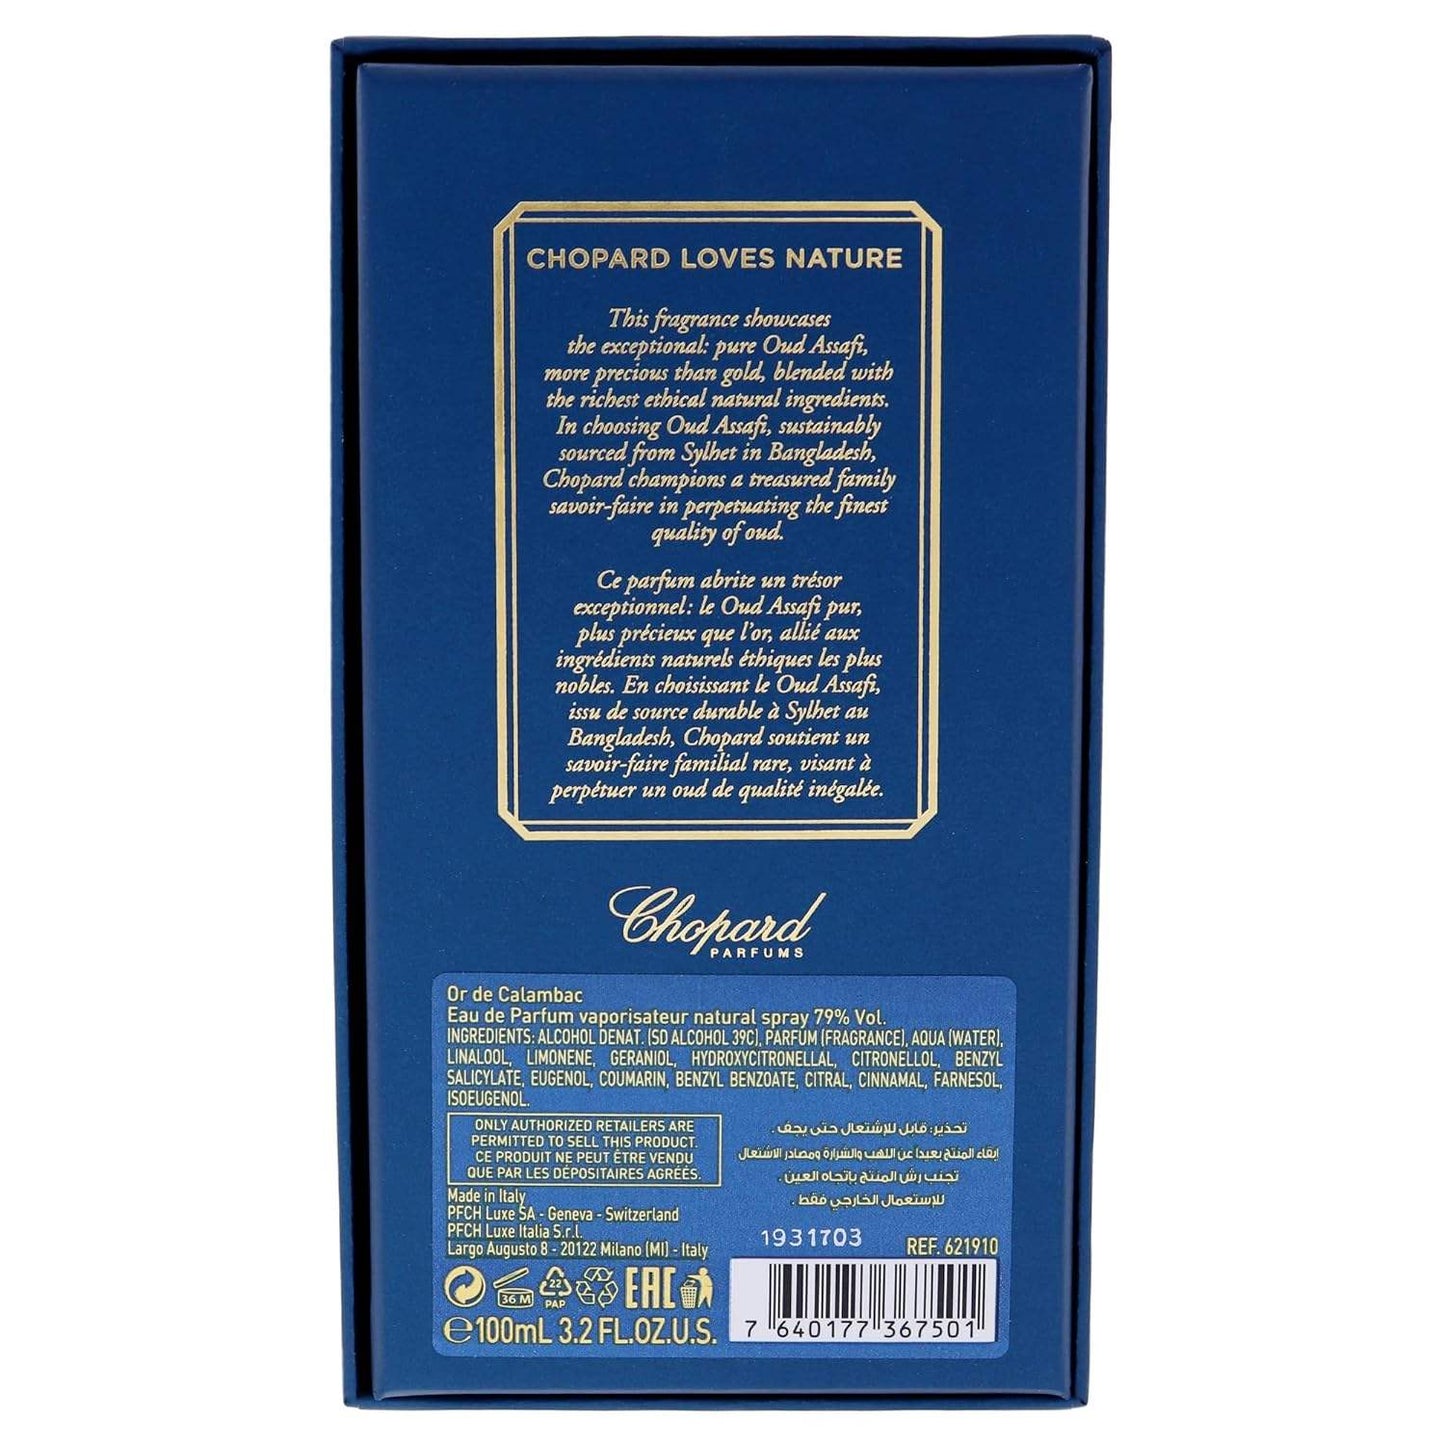 CHOPARD LOVES NATURE
This fragrance showcases
the exceptional: pure Oud Assafi,
more precious than gold, blended with
the richest ethical natural ingredients.
In choosing Oud Assafi, sustainably
sourced from Sylhet in Bangladesh,
Chopard champions a treasured family
savoir-faire in perpetuating the finest
quality of oud.
Ce parfum abrite un trésor
exceptionnel: le Oud Assafi pur,
plus précieux que l'or, allié aux
ingrédients naturels éthiques les plus
nobles. En choisissant le Oud Assafi,
issu de source durable à Sylhet au
Bangladesh, Chopard soutient un
savoir-faire familial rare, visant à
perpétuer un oud de qualité inégalée.
Chopard
PARFUMS
Or de Calambac
Eau de Parfum vaporisateur natural spray 79% Vol.
INGREDIENTS: ALCOHOL DENAT. (SD ALCOHOL 39C), PARFUM (FRAGRANCE), AQUA (WATER),
LINALOOL, LIMONENE, GERANIOL, HYDROXYCITRONELLAL, CITRONELLOL, BENZYL
SALICYLATE, EUGENOL, COUMARIN, BENZYL BENZOATE, CITRAL, CINNAMAL, FARNESOL,
ISOEUGENOL.
ONLY AUTHORIZED RETAILERS ARE
PERMITTED TO SELL THIS PRODUCT.
CE PRODUIT NE PEUT ÊTRE VENDU
QUE PAR LES DÉPOSITAIRES AGRÉÉS.
تحذير: قابل للإشتعال حتى يجف.
إبقاء المنتج بعيداً عن اللهب والشرارة ومصادر الاشتعال
تجنب رش المنتج بإتجاه العين.
للإستعمال الخارجي فقط.
Made in Italy
PFCH Luxe SA - Geneva - Switzerland
PFCH Luxe Italia S.r.l.
Largo Augusto 8 - 20122 Milano (MI) - Italy
1931703
REF. 621910
36 M
22
PAP
EAC
e100mL 3.2 FL.OZ.U.S.
7 640177 367501